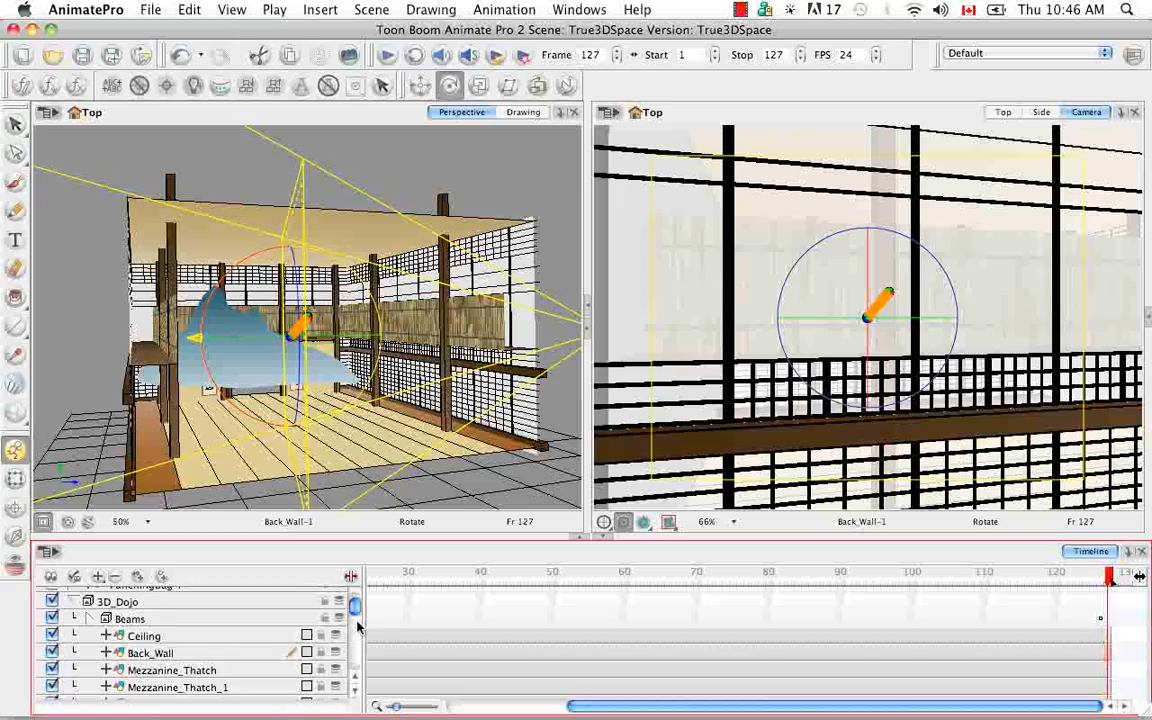 AnimatePro File Edit View Play Insert Scene Drawing Animation Windows Help 17 Thu 10:46 AM
Toon Boom Animate Pro 2 Scene: True3DSpace Version: True3DSpace
Frame 127 Start 1 Stop 127 FPS 24 Default
Top Perspective Drawing
Top Top Side Camera
50% Back_Wall-1 Rotate Fr 127
66% Back_Wall-1 Rotate Fr 127
Timeline
30 40 50 60 70 80 90 100 110 120
3D_Dojo
Beams
Ceiling
Back_Wall
Mezzanine_Thatch
Mezzanine_Thatch_1